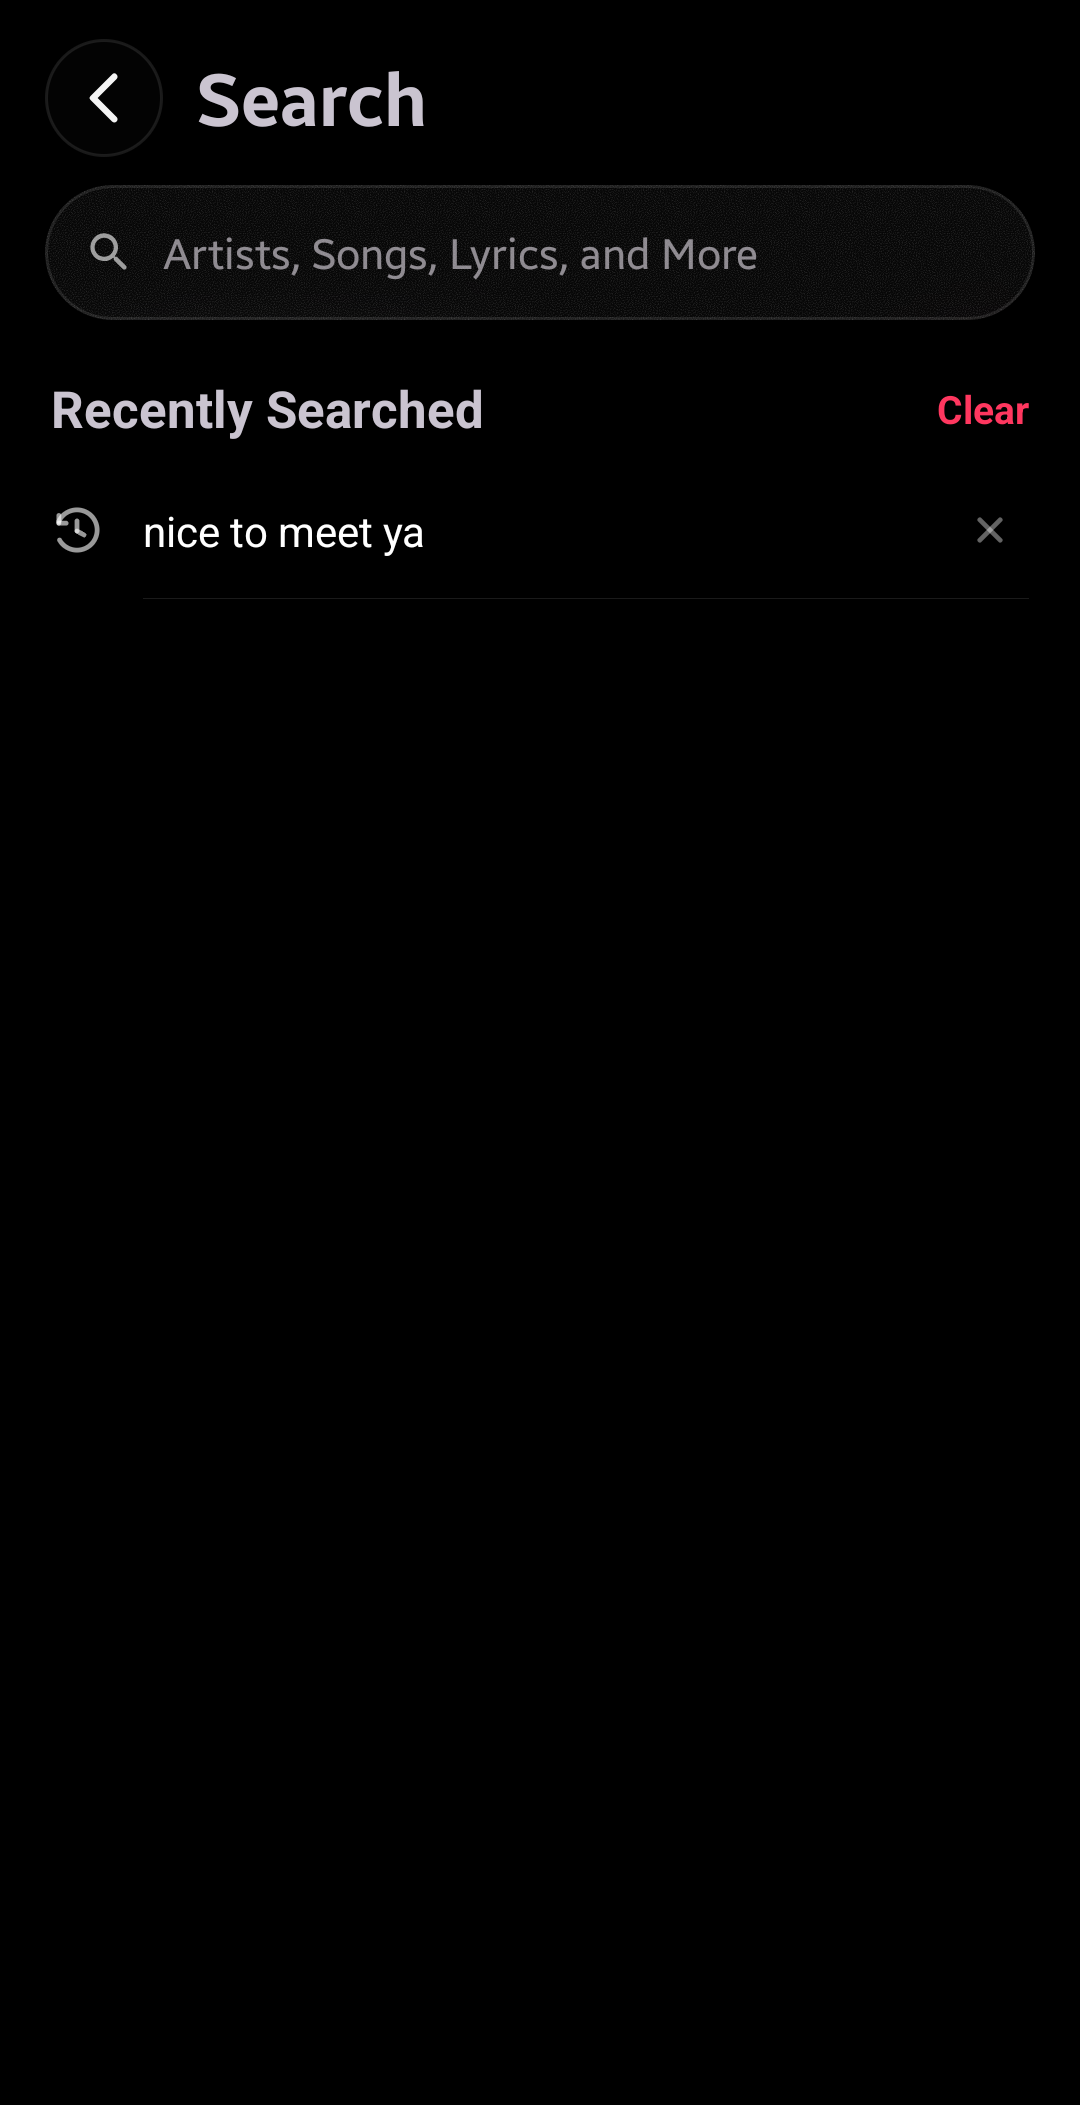 Search
Artists, Songs, Lyrics, and More
Recently Searched
Clear
nice to meet ya